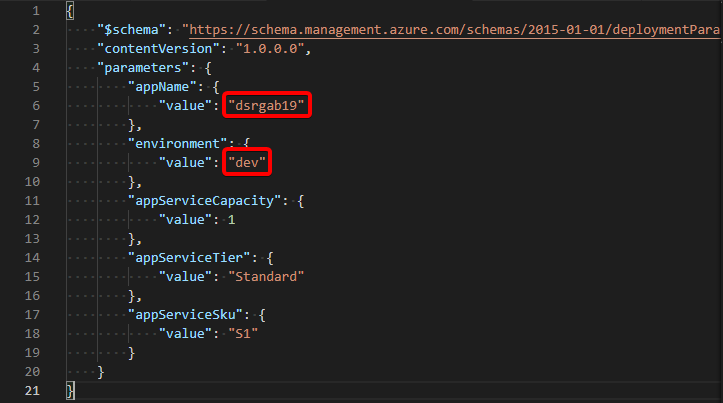 1 {
2 "$schema": "https://schema.management.azure.com/schemas/2015-01-01/deploymentPara
3 "contentVersion": "1.0.0.0",
4 "parameters": {
5 "appName": {
6 "value": "dsrgab19"
7 },
8 "environment": {
9 "value": "dev"
10 },
11 "appServiceCapacity": {
12 "value": 1
13 },
14 "appServiceTier": {
15 "value": "Standard"
16 },
17 "appServiceSku": {
18 "value": "S1"
19 }
20 }
21 }